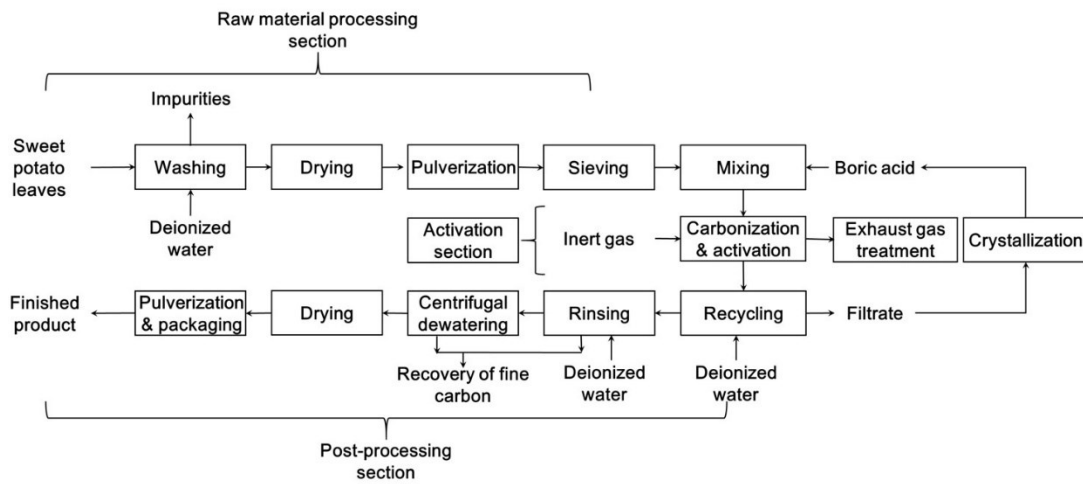 Raw material processing
section
Impurities
Sweet
potato
leaves
Washing
Drying
Pulverization
Sieving
Mixing
Boric acid
Deionized
water
Activation
section
Inert gas
Carbonization
& activation
Exhaust gas
treatment
Crystallization
Finished
product
Pulverization
& packaging
Drying
Centrifugal
dewatering
Rinsing
Recycling
Filtrate
Recovery of fine
carbon
Deionized
water
Deionized
water
Post-processing
section